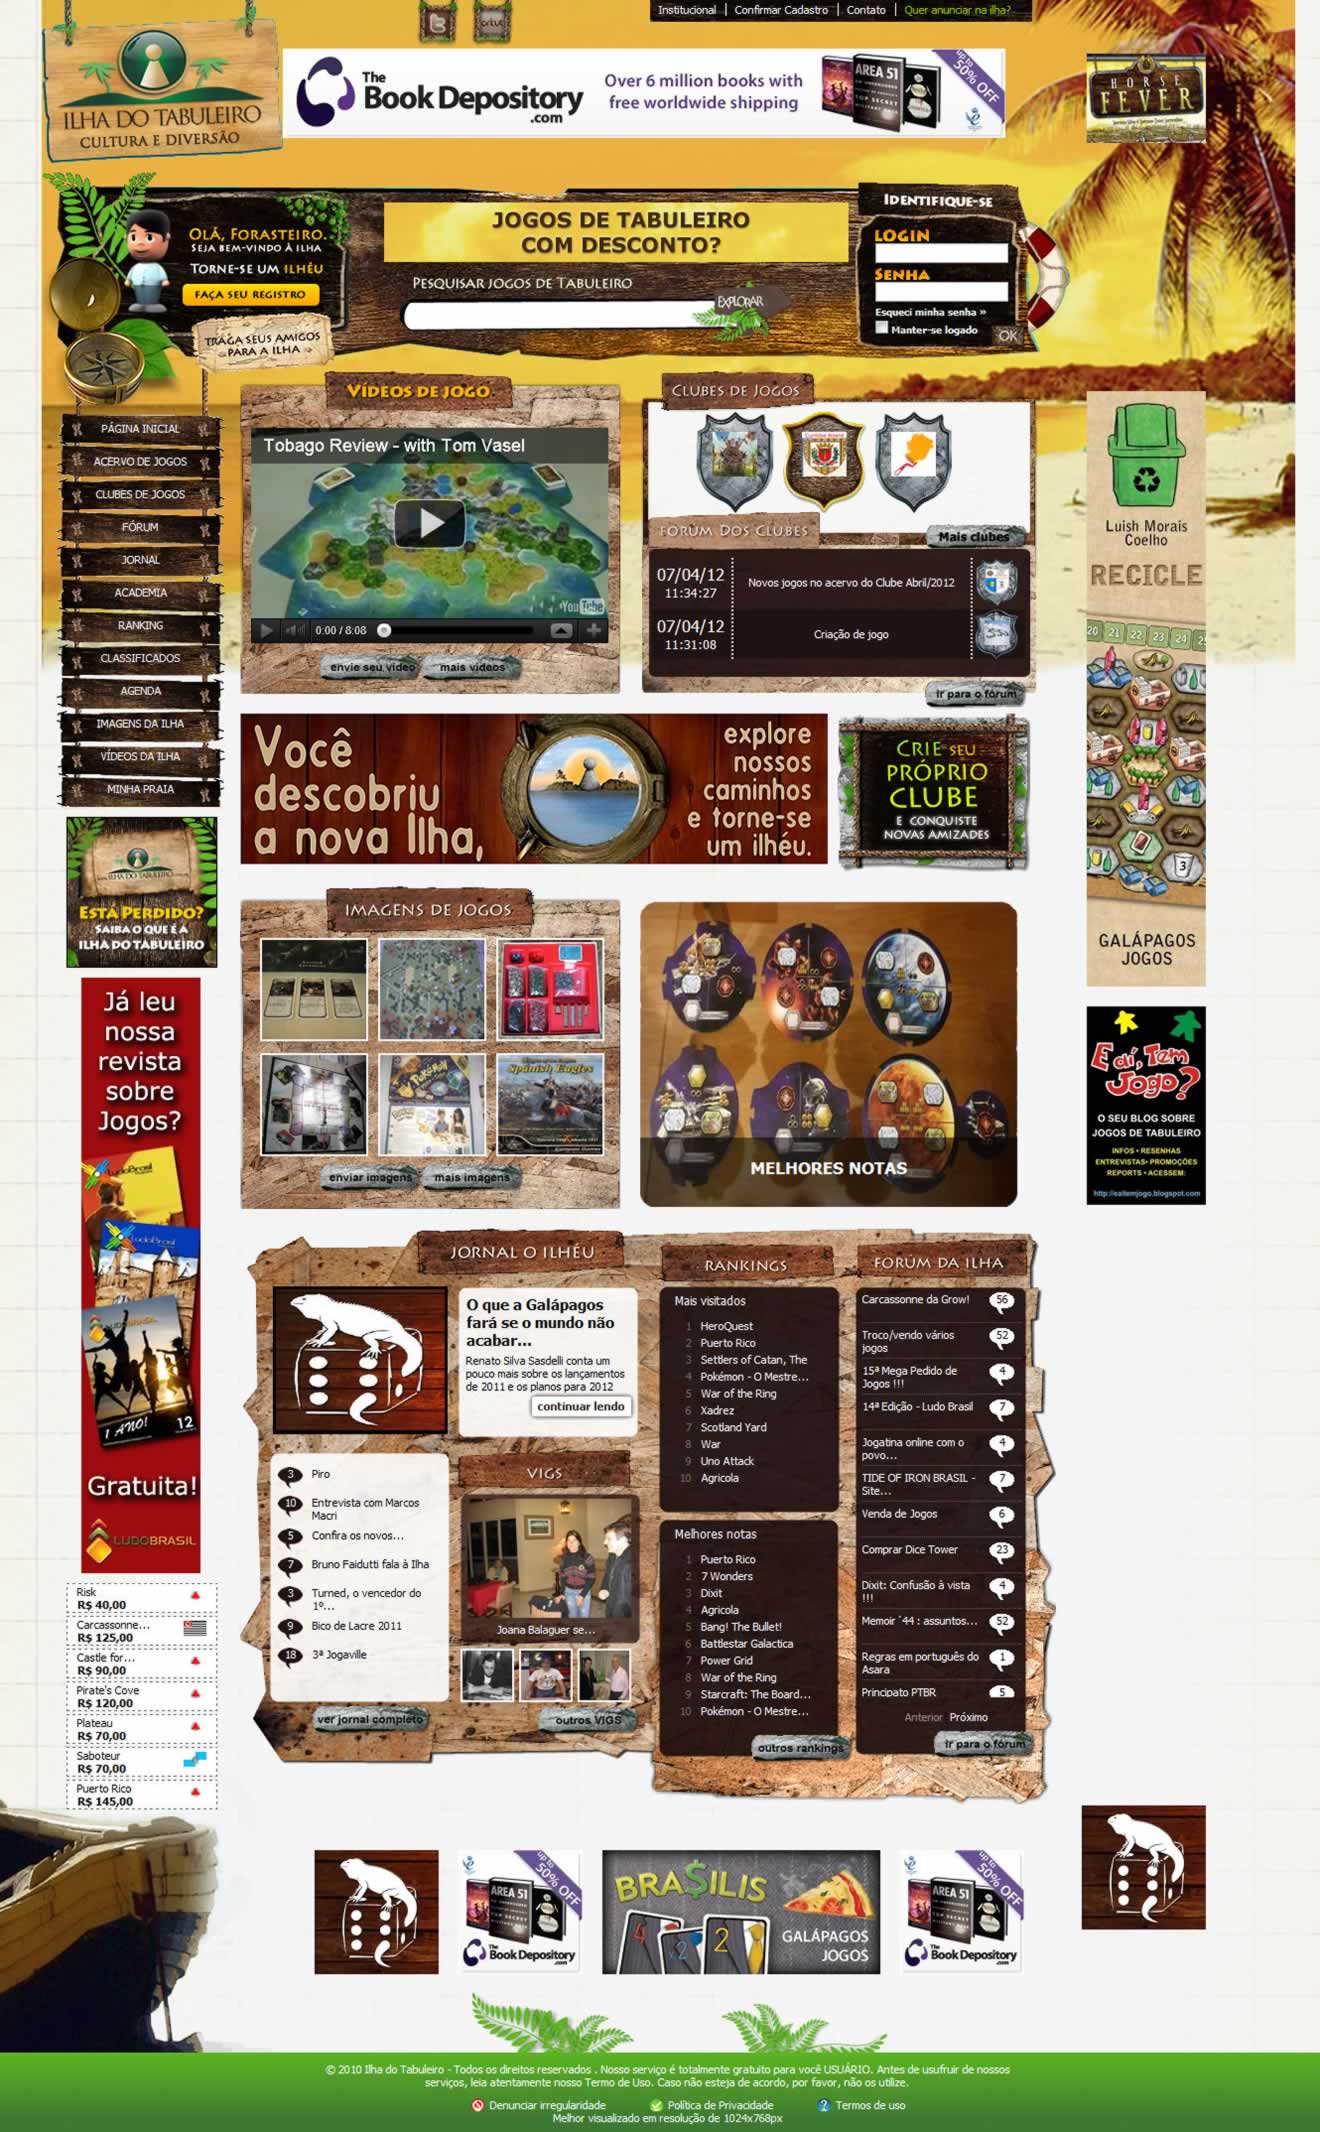 Institucional | Confirmar Cadastro | Contato | Quer anunciar na ilha?
ILHA DO TABULEIRO
CULTURA E DIVERSÃO
The
Book Depository
.com
Over 6 million books with
free worldwide shipping
AREA 51
up to
50% OFF
HORSE
FEVER
OLÁ, FORASTEIRO.
SEJA BEM-VINDO À ILHA
TORNE-SE UM ILHÉU
FAÇA SEU REGISTRO
TRAGA SEUS AMIGOS
PARA A ILHA
JOGOS DE TABULEIRO
COM DESCONTO?
PESQUISAR JOGOS DE TABULEIRO
EXPLORAR
IDENTIFIQUE-SE
LOGIN
SENHA
Esqueci minha senha »
Manter-se logado
OK
PÁGINA INICIAL
ACERVO DE JOGOS
CLUBES DE JOGOS
FÓRUM
JORNAL
ACADEMIA
RANKING
CLASSIFICADOS
AGENDA
IMAGENS DA ILHA
VÍDEOS DA ILHA
MINHA PRAIA
VÍDEOS DE JOGO
Tobago Review - with Tom Vasel
YouTube
0:00 / 8:08
envie seu vídeo
mais vídeos
CLUBES DE JOGOS
FORÚM DOS CLUBES
Mais clubes
07/04/12
11:34:27
Novos jogos no acervo do Clube Abril/2012
07/04/12
11:31:08
Criação de jogo
Ir para o fórum
Luish Morais
Coelho
RECICLE
20 21 22 23 24
3
GALÁPAGOS
JOGOS
Você
descobriu
a nova Ilha,
explore
nossos
caminhos
e torne-se
um ilhéu.
CRIE SEU
PRÓPRIO
CLUBE
E CONQUISTE
NOVAS AMIZADES
ILHA DO TABULEIRO
ESTA PERDIDO?
SAIBA O QUE É A
ILHA DO TABULEIRO
IMAGENS DE JOGOS
Pokémon
Spanish Eagles
enviar imagens
mais imagens
MELHORES NOTAS
E aí, Tem
Jogo?
O SEU BLOG SOBRE
JOGOS DE TABULEIRO
INFOS • RESENHAS
ENTREVISTAS • PROMOÇÕES
REPORTS • ACESSEM:
http://eaitemjogo.blogspot.com
Já leu
nossa
revista
sobre
Jogos?
LudoBrasil
LudoBrasil
LUDOBRASIL
1 ANO!
12
Gratuita!
LUDOBRASIL
JORNAL O ILHÉU
O que a Galápagos
fará se o mundo não
acabar...
Renato Silva Sasdelli conta um
pouco mais sobre os lançamentos
de 2011 e os planos para 2012
continuar lendo
3 Piro
10 Entrevista com Marcos
Macri
5 Confira os novos...
7 Bruno Faidutti fala à Ilha
3 Turned, o vencedor do
1º...
9 Bico de Lacre 2011
18 3ª Jogaville
ver jornal completo
VIGS
Joana Balaguer se...
outros VIGS
RANKINGS
Mais visitados
1 HeroQuest
2 Puerto Rico
3 Settlers of Catan, The
4 Pokémon - O Mestre...
5 War of the Ring
6 Xadrez
7 Scotland Yard
8 War
9 Uno Attack
10 Agricola
Melhores notas
1 Puerto Rico
2 7 Wonders
3 Dixit
4 Agricola
5 Bang! The Bullet!
6 Battlestar Galactica
7 Power Grid
8 War of the Ring
9 Starcraft: The Board...
10 Pokémon - O Mestre...
outros rankings
FORÚM DA ILHA
Carcassonne da Grow! 56
Troco/vendo vários
jogos 52
15ª Mega Pedido de
Jogos !!! 4
14ª Edição - Ludo Brasil 7
Jogatina online com o
povo... 4
TIDE OF IRON BRASIL -
Site... 7
Venda de Jogos 6
Comprar Dice Tower 23
Dixit: Confusão à vista
!!! 4
Memoir ´44 : assuntos... 52
Regras em português do
Asara 1
Principato PTBR 5
Anterior Próximo
Ir para o fórum
Risk
R$ 40,00
Carcassonne...
R$ 125,00
Castle for...
R$ 90,00
Pirate's Cove
R$ 120,00
Plateau
R$ 70,00
Saboteur
R$ 70,00
Puerto Rico
R$ 145,00
up to
50% OFF
AREA 51
The
Book Depository
.com
BRA$ILIS
4 x2 2
GALÁPAGOS
JOGOS
up to
50% OFF
AREA 51
The
Book Depository
.com
© 2010 Ilha do Tabuleiro - Todos os direitos reservados . Nosso serviço é totalmente gratuito para você USUÁRIO. Antes de usufruir de nossos
serviços, leia atentamente nosso Termo de Uso. Caso não esteja de acordo, por favor, não os utilize.
Denunciar irregularidade Política de Privacidade Termos de uso
Melhor visualizado em resolução de 1024x768px